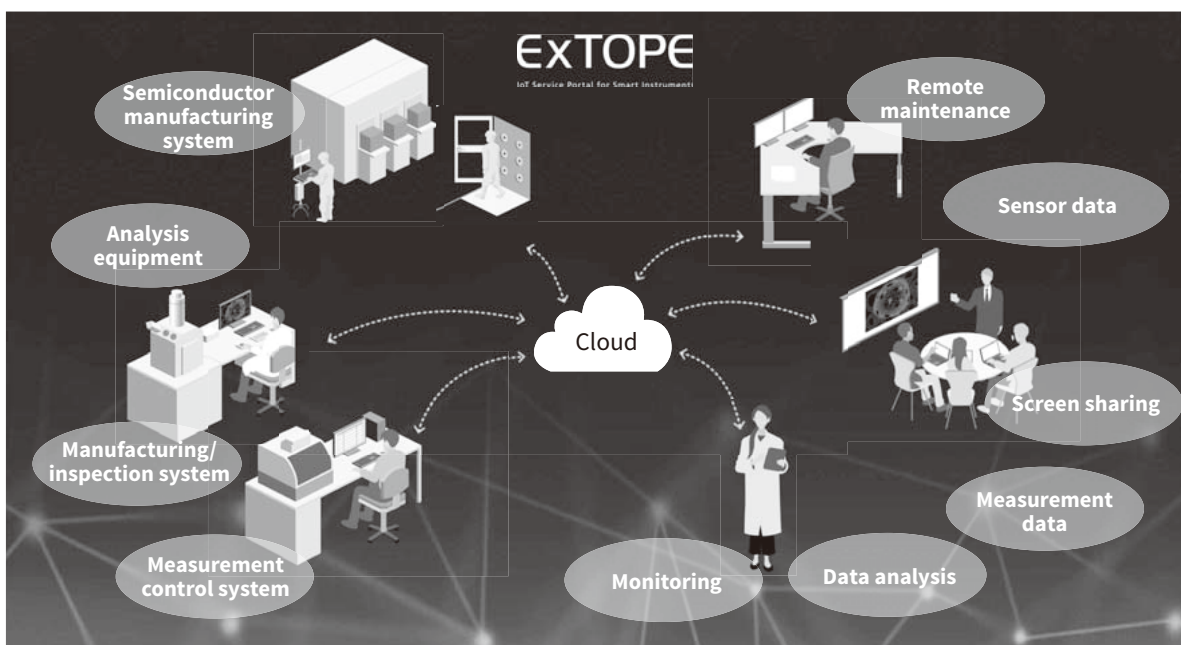 ExTOPE
IoT Service Portal for Smart Instruments
Semiconductor
manufacturing
system
Remote
maintenance
Sensor data
Analysis
equipment
Cloud
Screen sharing
Manufacturing/
inspection system
Measurement
data
Measurement
control system
Monitoring
Data analysis